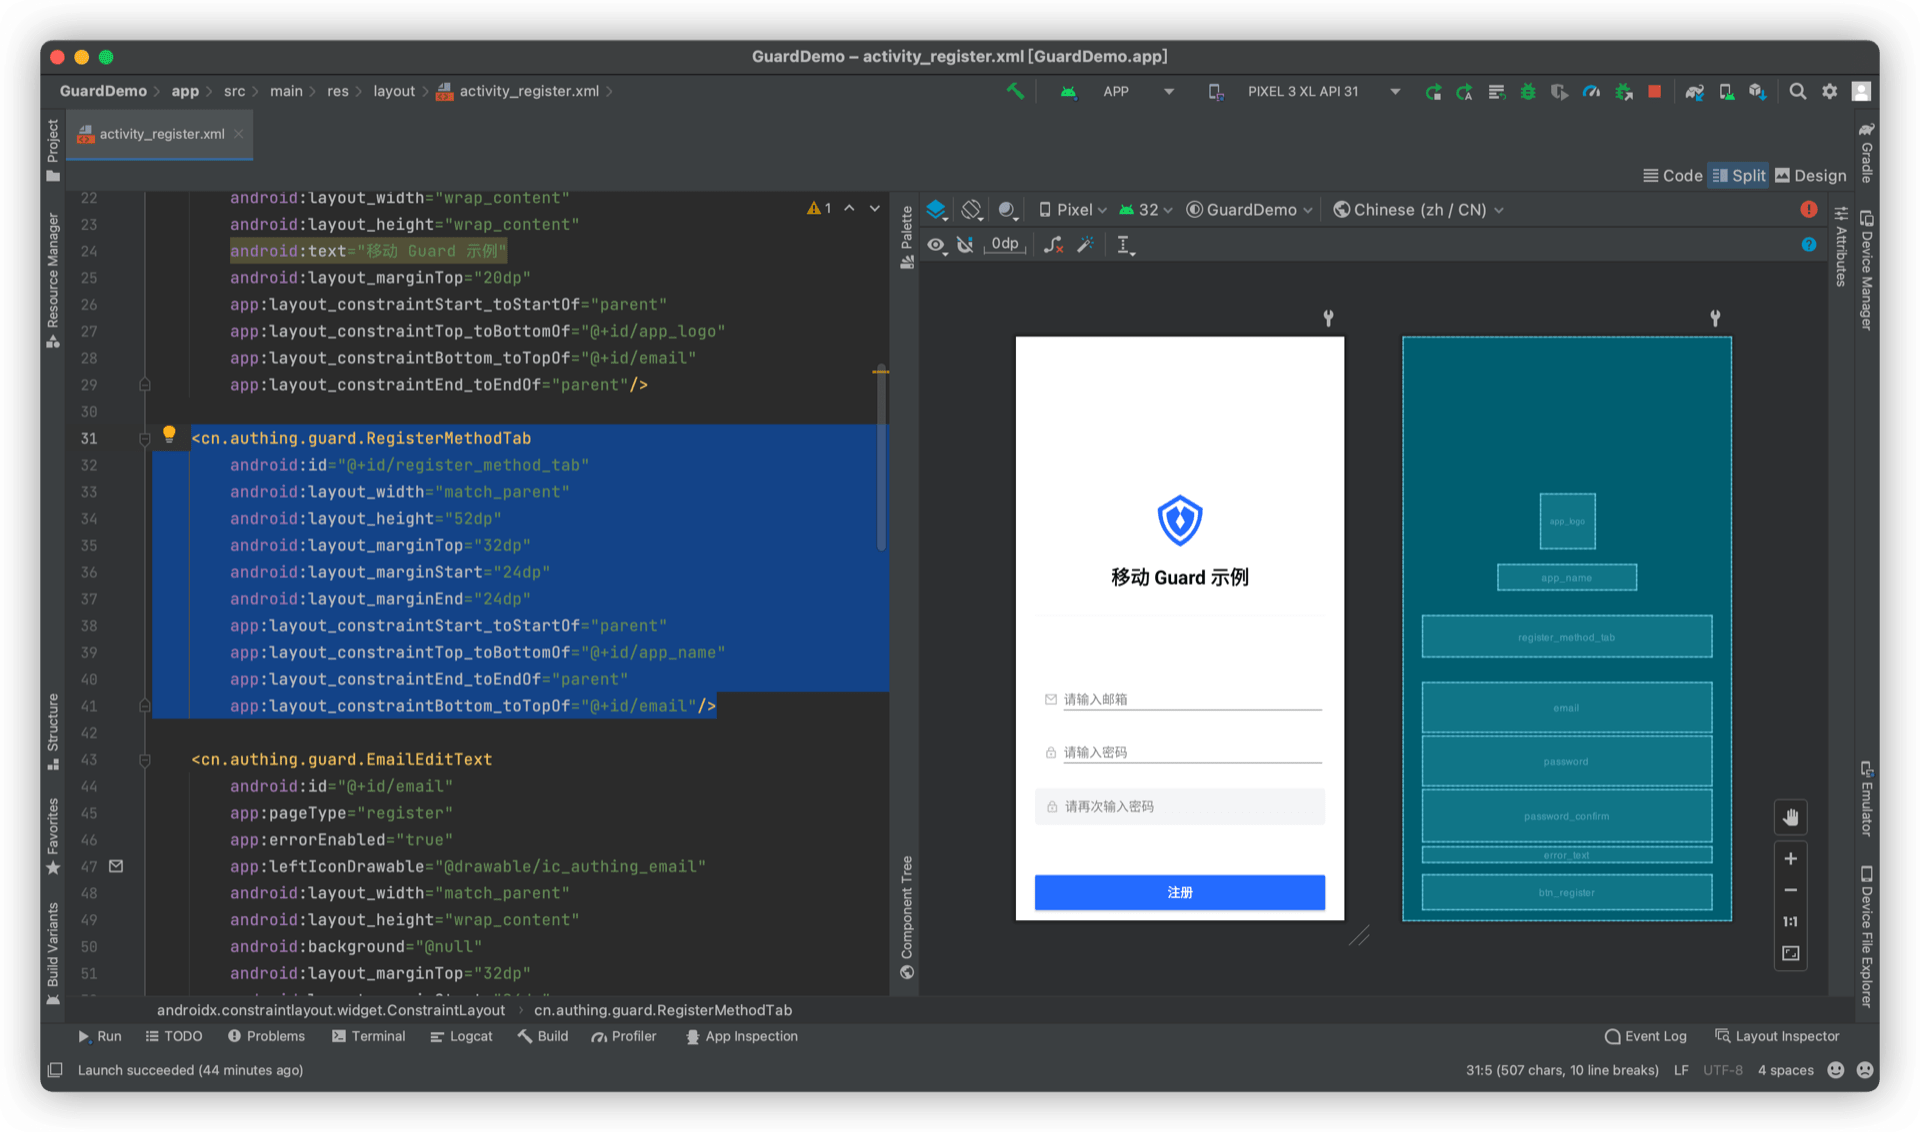 GuardDemo – activity_register.xml [GuardDemo.app]
GuardDemo app src main res layout activity_register.xml
APP PIXEL 3 XL API 31
activity_register.xml
Code Split Design
Project
Resource Manager
Structure
Favorites
Build Variants
22 android:layout_width="wrap_content"
23 android:layout_height="wrap_content"
24 android:text="移动 Guard 示例"
25 android:layout_marginTop="20dp"
26 app:layout_constraintStart_toStartOf="parent"
27 app:layout_constraintTop_toBottomOf="@+id/app_logo"
28 app:layout_constraintBottom_toTopOf="@+id/email"
29 app:layout_constraintEnd_toEndOf="parent"/>
30
31 <cn.authing.guard.RegisterMethodTab
32 android:id="@+id/register_method_tab"
33 android:layout_width="match_parent"
34 android:layout_height="52dp"
35 android:layout_marginTop="32dp"
36 android:layout_marginStart="24dp"
37 android:layout_marginEnd="24dp"
38 app:layout_constraintStart_toStartOf="parent"
39 app:layout_constraintTop_toBottomOf="@+id/app_name"
40 app:layout_constraintEnd_toEndOf="parent"
41 app:layout_constraintBottom_toTopOf="@+id/email"/>
42
43 <cn.authing.guard.EmailEditText
44 android:id="@+id/email"
45 app:pageType="register"
46 app:errorEnabled="true"
47 app:leftIconDrawable="@drawable/ic_authing_email"
48 android:layout_width="match_parent"
49 android:layout_height="wrap_content"
50 android:background="@null"
51 android:layout_marginTop="32dp"
1
Palette
Component Tree
Pixel 32 GuardDemo Chinese (zh / CN)
0dp
移动 Guard 示例
请输入邮箱
请输入密码
请再次输入密码
注册
app_logo
app_name
register_method_tab
email
password
password_confirm
error_text
btn_register
1:1
Attributes
Gradle
Device Manager
Emulator
Device File Explorer
androidx.constraintlayout.widget.ConstraintLayout cn.authing.guard.RegisterMethodTab
Run TODO Problems Terminal Logcat Build Profiler App Inspection Event Log Layout Inspector
Launch succeeded (44 minutes ago) 31:5 (507 chars, 10 line breaks) LF UTF-8 4 spaces